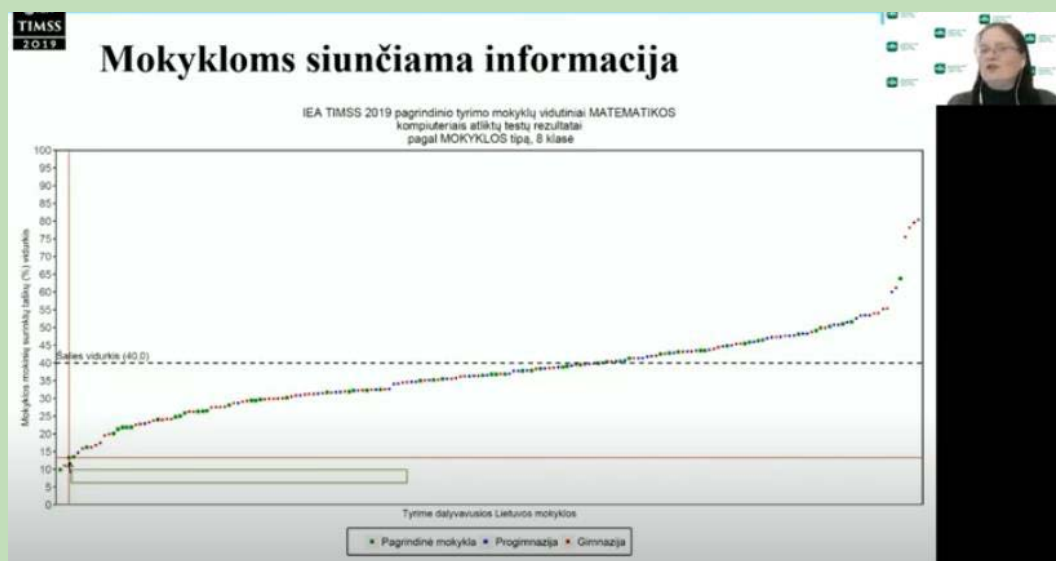 TIMSS
2019
Mokykloms siunčiama informacija
IEA TIMSS 2019 pagrindinio tyrimo mokyklų vidutiniai MATEMATIKOS
kompiuteriais atliktų testų rezultatai
pagal MOKYKLOS tipą, 8 klasė
Mokyklos mokinių surinktų taškų (%) vidurkis
100
95
90
85
80
75
70
65
60
55
50
45
Šalies vidurkis (40.0)
40
35
30
25
20
15
10
5
0
Tyrime dalyvavusios Lietuvos mokyklos
Pagrindinė mokykla Progimnazija Gimnazija